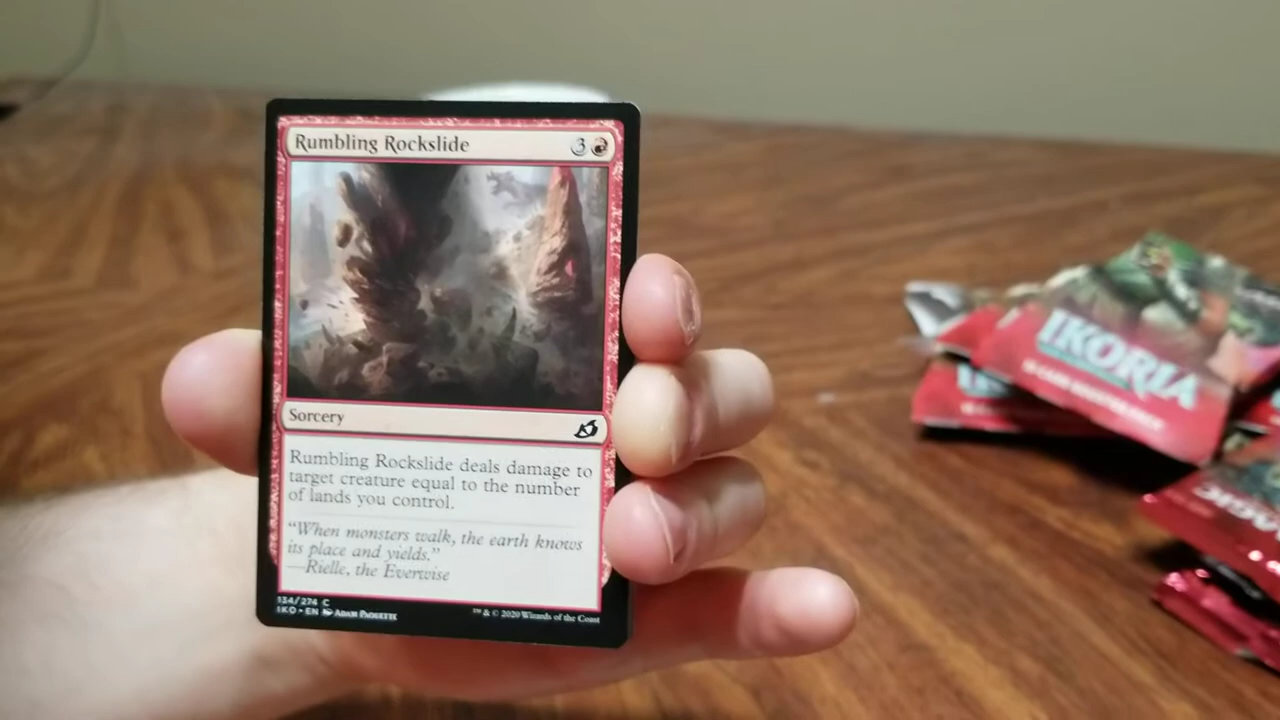 Rumbling Rockslide
3
Sorcery
Rumbling Rockslide deals damage to
target creature equal to the number
of lands you control.
“When monsters walk, the earth knows
its place and yields.”
—Rielle, the Everwise
134/274 C
IKO • EN Adam Paquette
™ & © 2020 Wizards of the Coast
IKORIA
MAGIC